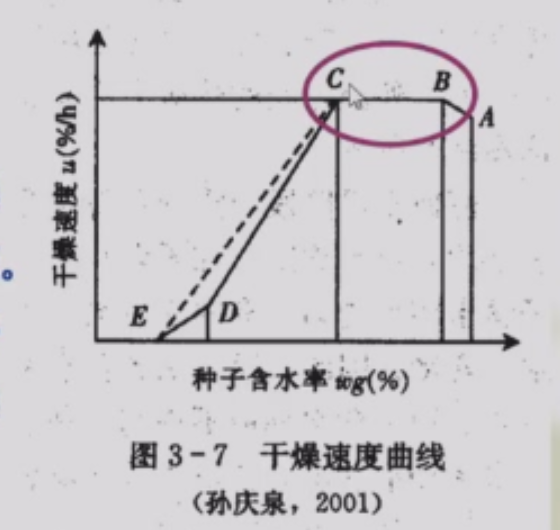 干燥速度 u(%/h)
C
B
A
E
D
种子含水率 wg(%)
图 3-7 干燥速度曲线
(孙庆泉，2001)